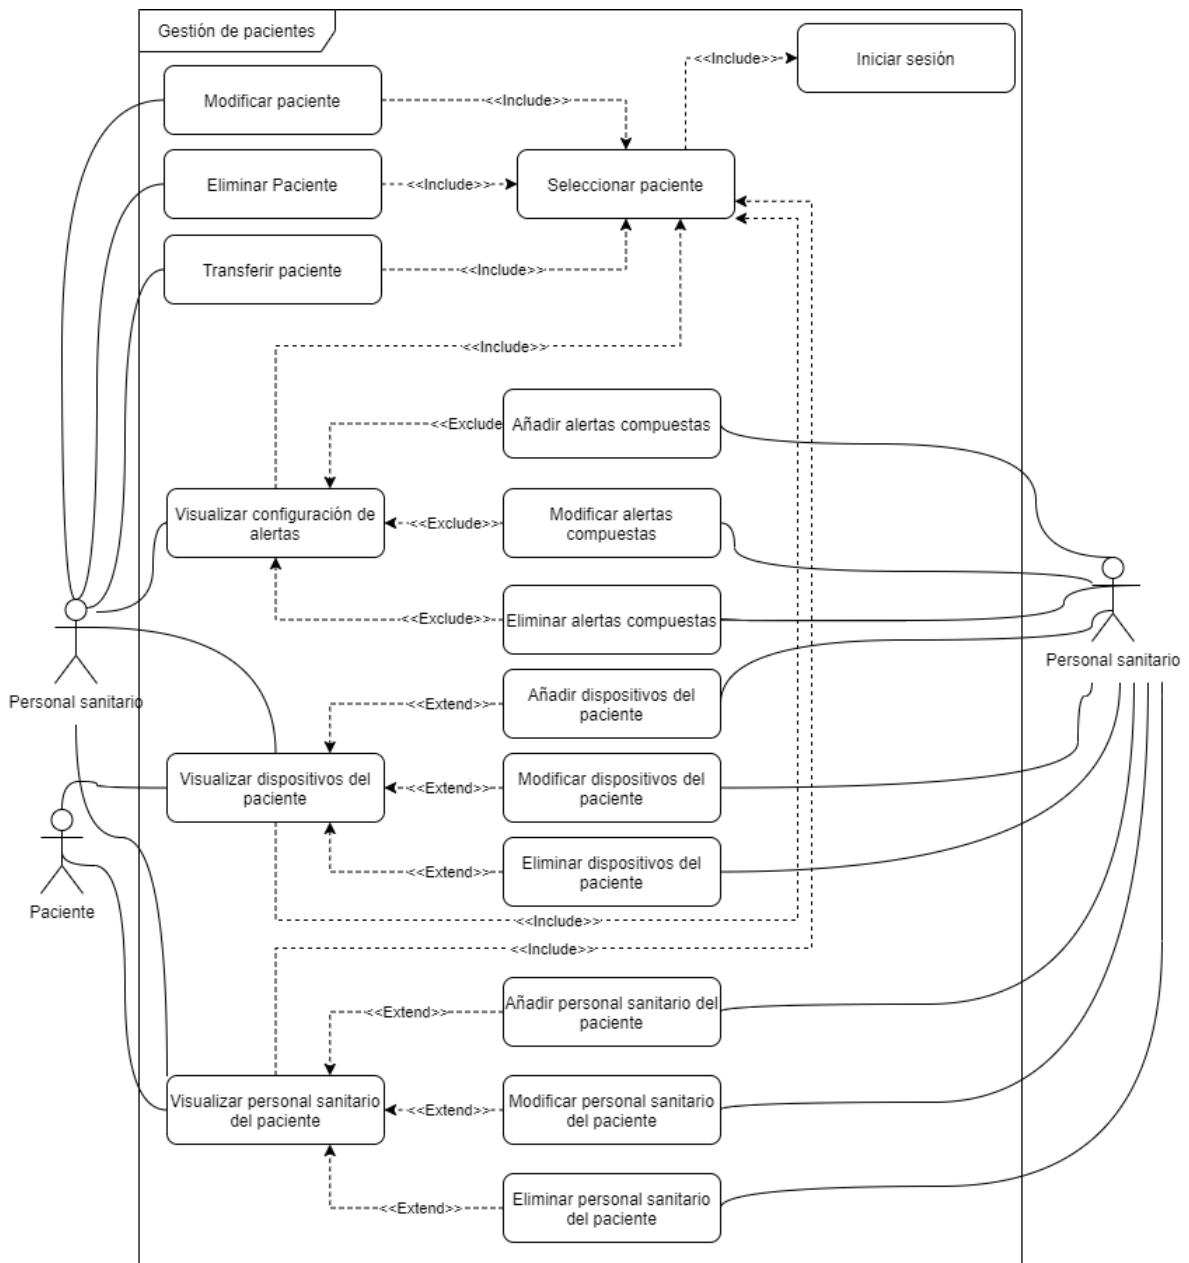 Gestión de pacientes
<<Include>>
Iniciar sesión
Modificar paciente
<<Include>>
Eliminar Paciente
<<Include>>
Seleccionar paciente
Transferir paciente
<<Include>>
<<Include>>
<<Exclude
Añadir alertas compuestas
Visualizar configuración de
alertas
<<Exclude>>
Modificar alertas
compuestas
<<Exclude>>
Eliminar alertas compuestas
Personal sanitario
Personal sanitario
<<Extend>>
Añadir dispositivos del
paciente
Visualizar dispositivos del
paciente
<<Extend>>
Modificar dispositivos del
paciente
<<Extend>>
Eliminar dispositivos del
paciente
Paciente
<<Include>>
<<Include>>
<<Extend>>
Añadir personal sanitario del
paciente
Visualizar personal sanitario
del paciente
<<Extend>>
Modificar personal sanitario
del paciente
<<Extend>>
Eliminar personal sanitario
del paciente